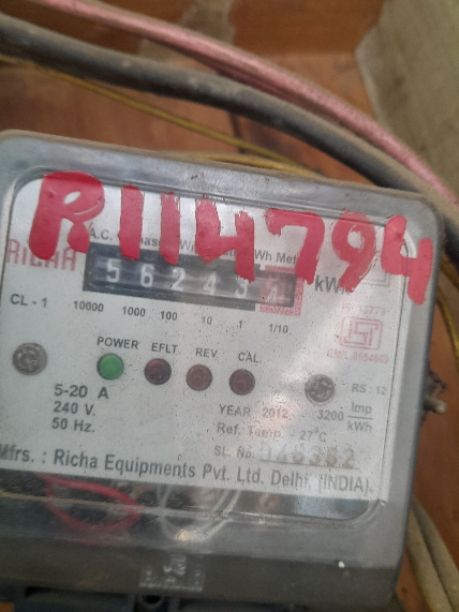 R114794
RICHA
5 6 2 4 3
kWh
CL - 1
10000 1000 100 10 1 1/10
POWER EFLT. REV. CAL.
5-20 A
240 V.
50 Hz.
RS : 12
YEAR 2012
3200 Imp/kWh
Ref. Temp. 27°C
SL. No.
Mfrs. : Richa Equipments Pvt. Ltd. Delhi, (INDIA).